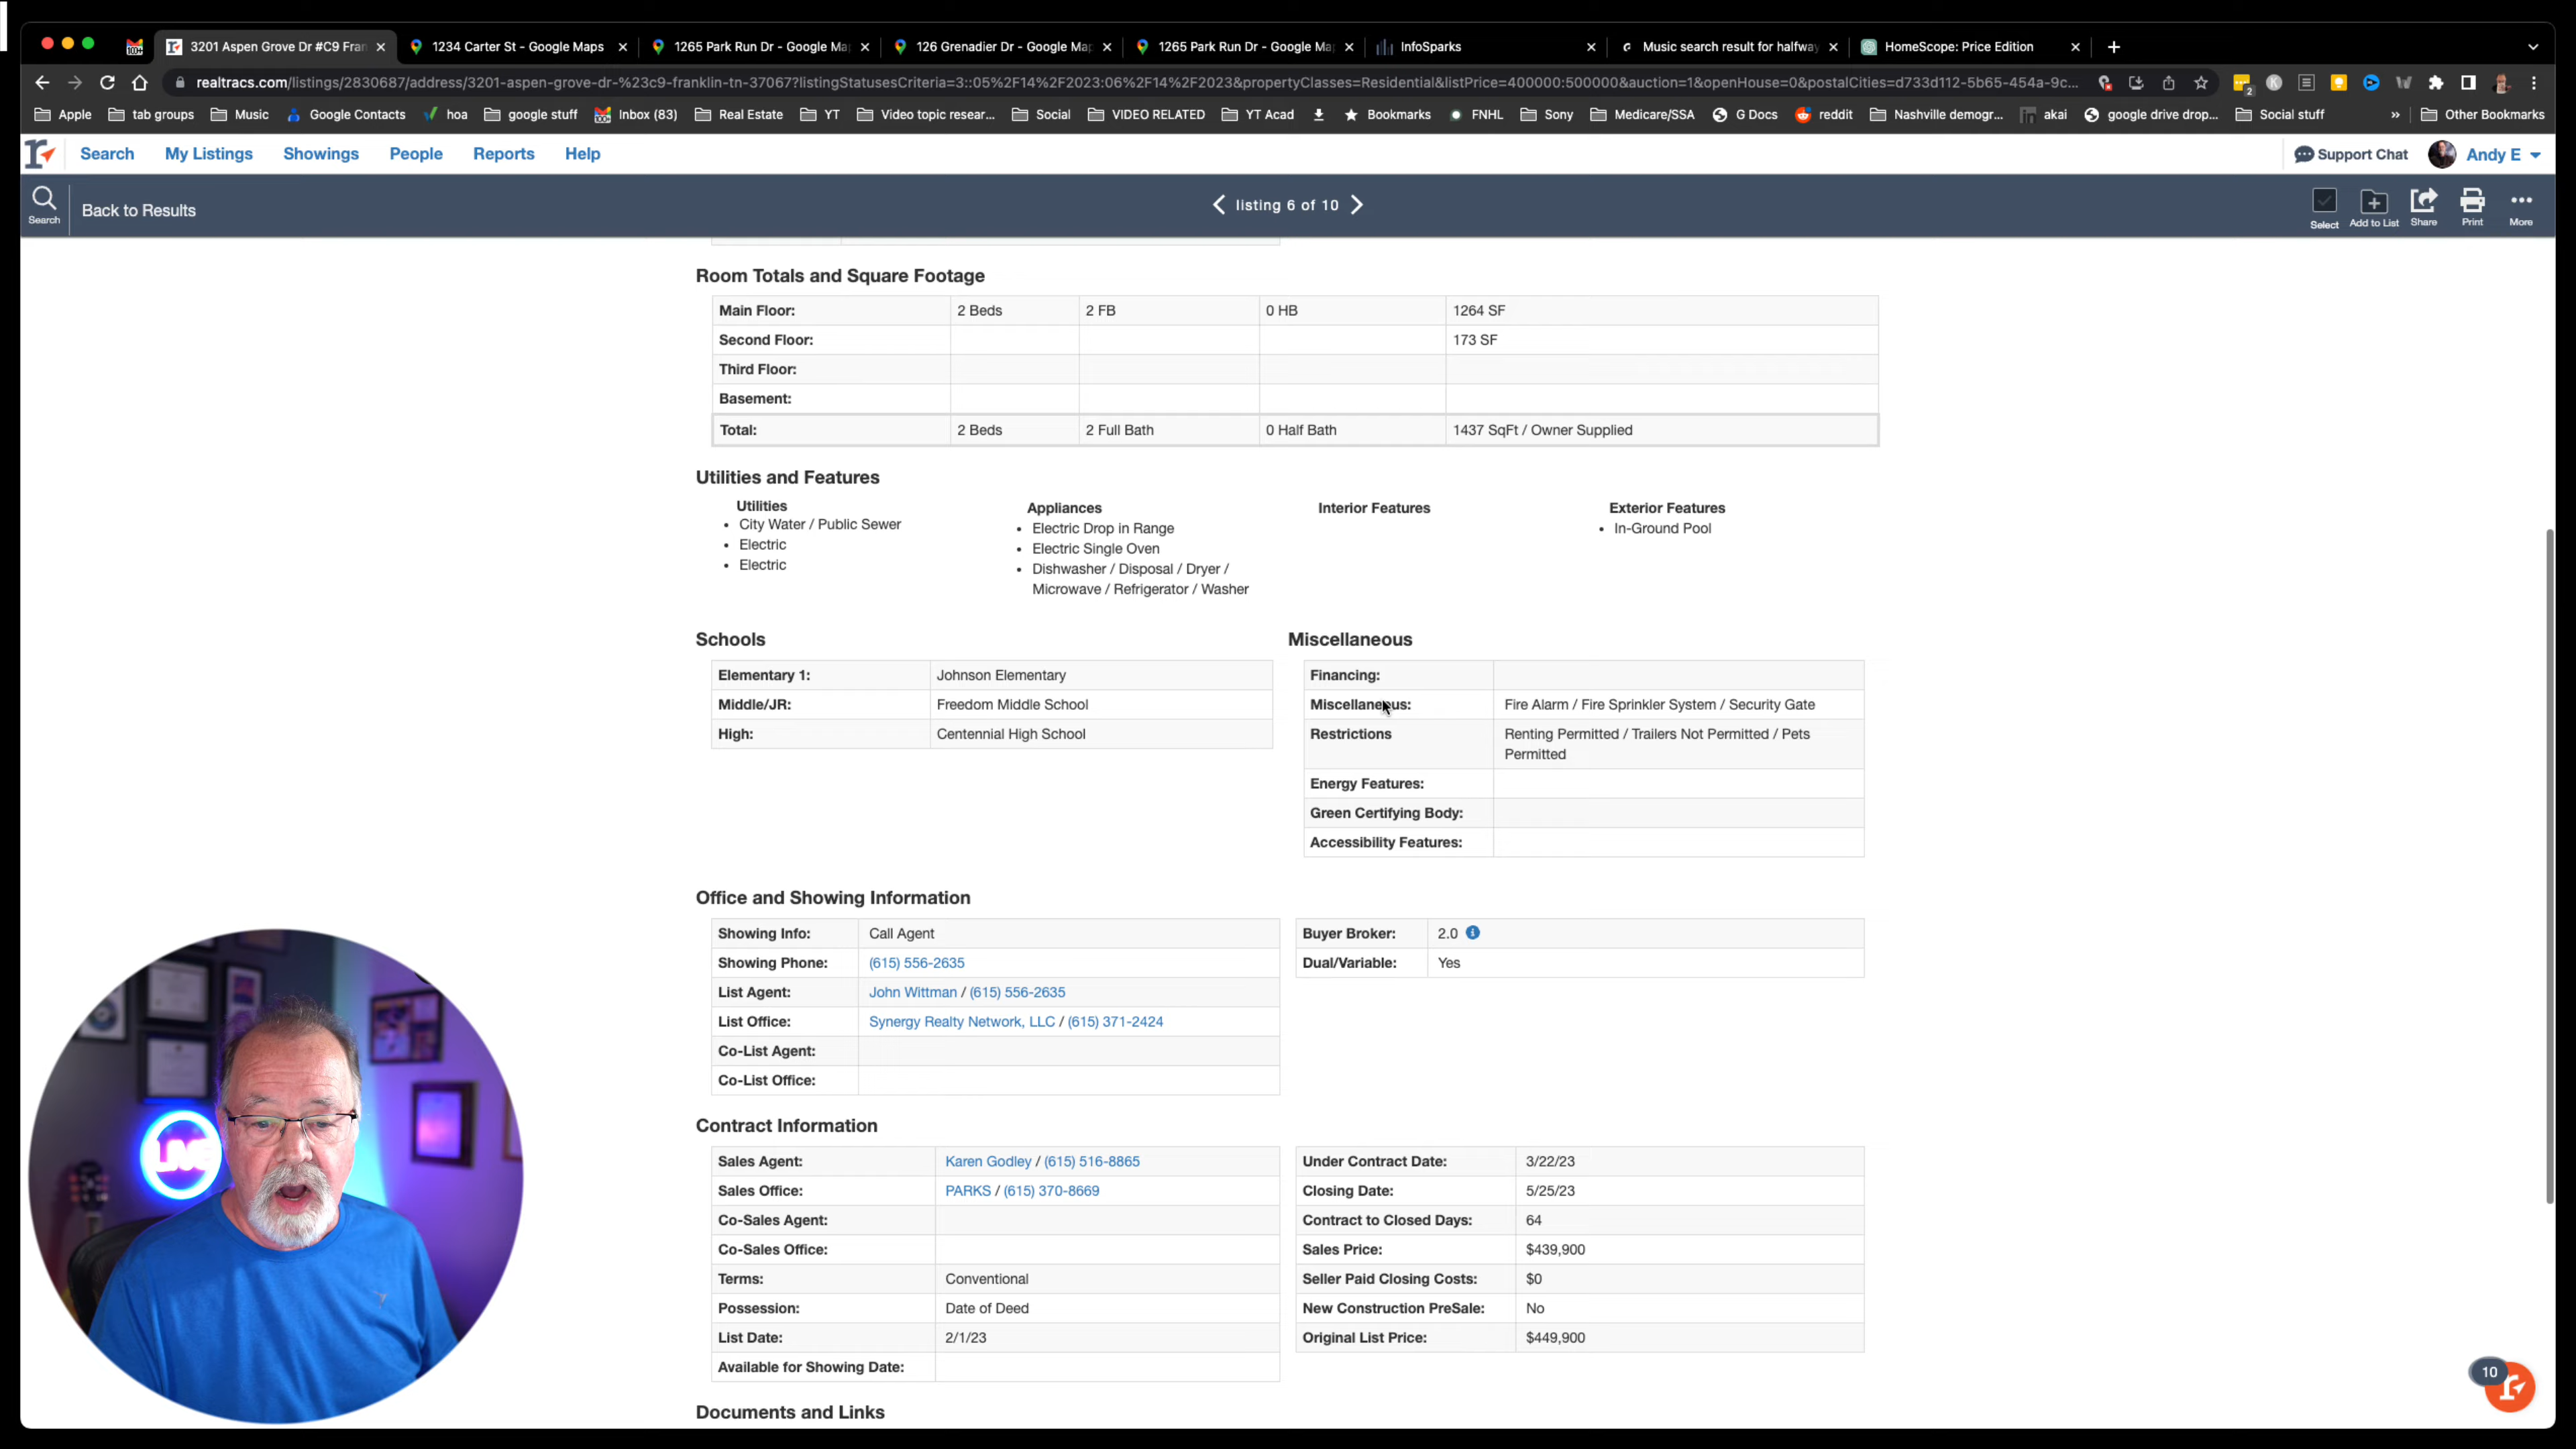 3201 Aspen Grove Dr #C9 Fran
1234 Carter St - Google Maps
1265 Park Run Dr - Google Ma
126 Grenadier Dr - Google Ma
1265 Park Run Dr - Google Ma
InfoSparks
Music search result for halfway
HomeScope: Price Edition
realtracs.com/listings/2830687/address/3201-aspen-grove-dr-%23c9-franklin-tn-37067?listingStatusesCriteria=3::05%2F14%2F2023:06%2F14%2F2023&propertyClasses=Residential&listPrice=400000:500000&auction=1&openHouse=0&postalCities=d733d112-5b65-454a-9c...
Apple
tab groups
Music
Google Contacts
hoa
google stuff
Inbox (83)
Real Estate
YT
Video topic resear...
Social
VIDEO RELATED
YT Acad
Bookmarks
FNHL
Sony
Medicare/SSA
G Docs
reddit
Nashville demogr...
akai
google drive drop...
Social stuff
»
Other Bookmarks
Search
My Listings
Showings
People
Reports
Help
Support Chat
Andy E
Search
Back to Results
listing 6 of 10
Select
Add to List
Share
Print
More
Room Totals and Square Footage
Main Floor: 2 Beds 2 FB 0 HB 1264 SF
Second Floor: 173 SF
Third Floor:
Basement:
Total: 2 Beds 2 Full Bath 0 Half Bath 1437 SqFt / Owner Supplied
Utilities and Features
Utilities
• City Water / Public Sewer
• Electric
• Electric
Appliances
• Electric Drop in Range
• Electric Single Oven
• Dishwasher / Disposal / Dryer /
Microwave / Refrigerator / Washer
Interior Features
Exterior Features
• In-Ground Pool
Schools
Elementary 1: Johnson Elementary
Middle/JR: Freedom Middle School
High: Centennial High School
Miscellaneous
Financing:
Miscellaneous: Fire Alarm / Fire Sprinkler System / Security Gate
Restrictions Renting Permitted / Trailers Not Permitted / Pets
Permitted
Energy Features:
Green Certifying Body:
Accessibility Features:
Office and Showing Information
Showing Info: Call Agent
Showing Phone: (615) 556-2635
List Agent: John Wittman / (615) 556-2635
List Office: Synergy Realty Network, LLC / (615) 371-2424
Co-List Agent:
Co-List Office:
Buyer Broker: 2.0
Dual/Variable: Yes
Contract Information
Sales Agent: Karen Godley / (615) 516-8865
Sales Office: PARKS / (615) 370-8669
Co-Sales Agent:
Co-Sales Office:
Terms: Conventional
Possession: Date of Deed
List Date: 2/1/23
Available for Showing Date:
Under Contract Date: 3/22/23
Closing Date: 5/25/23
Contract to Closed Days: 64
Sales Price: $439,900
Seller Paid Closing Costs: $0
New Construction PreSale: No
Original List Price: $449,900
Documents and Links
10